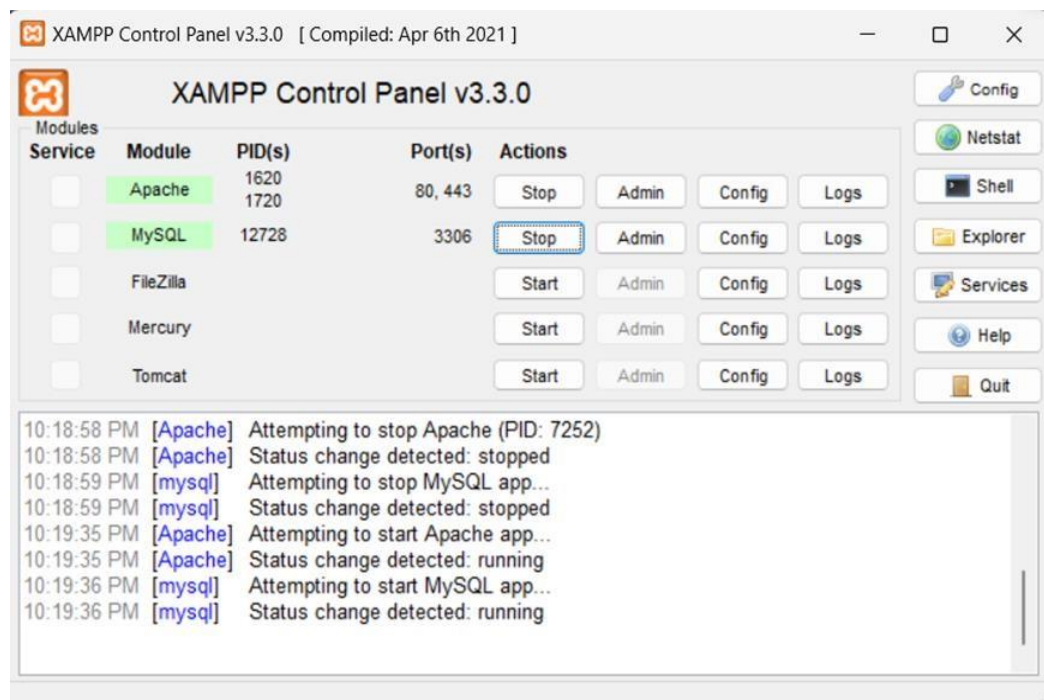 XAMPP Control Panel v3.3.0 [ Compiled: Apr 6th 2021 ]
XAMPP Control Panel v3.3.0
Config
Modules
Netstat
Service Module PID(s) Port(s) Actions
Apache 1620 1720 80, 443 Stop Admin Config Logs
Shell
MySQL 12728 3306 Stop Admin Config Logs
Explorer
FileZilla Start Admin Config Logs
Services
Mercury Start Admin Config Logs
Help
Tomcat Start Admin Config Logs
Quit
10:18:58 PM [Apache] Attempting to stop Apache (PID: 7252)
10:18:58 PM [Apache] Status change detected: stopped
10:18:59 PM [mysql] Attempting to stop MySQL app...
10:18:59 PM [mysql] Status change detected: stopped
10:19:35 PM [Apache] Attempting to start Apache app...
10:19:35 PM [Apache] Status change detected: running
10:19:36 PM [mysql] Attempting to start MySQL app...
10:19:36 PM [mysql] Status change detected: running